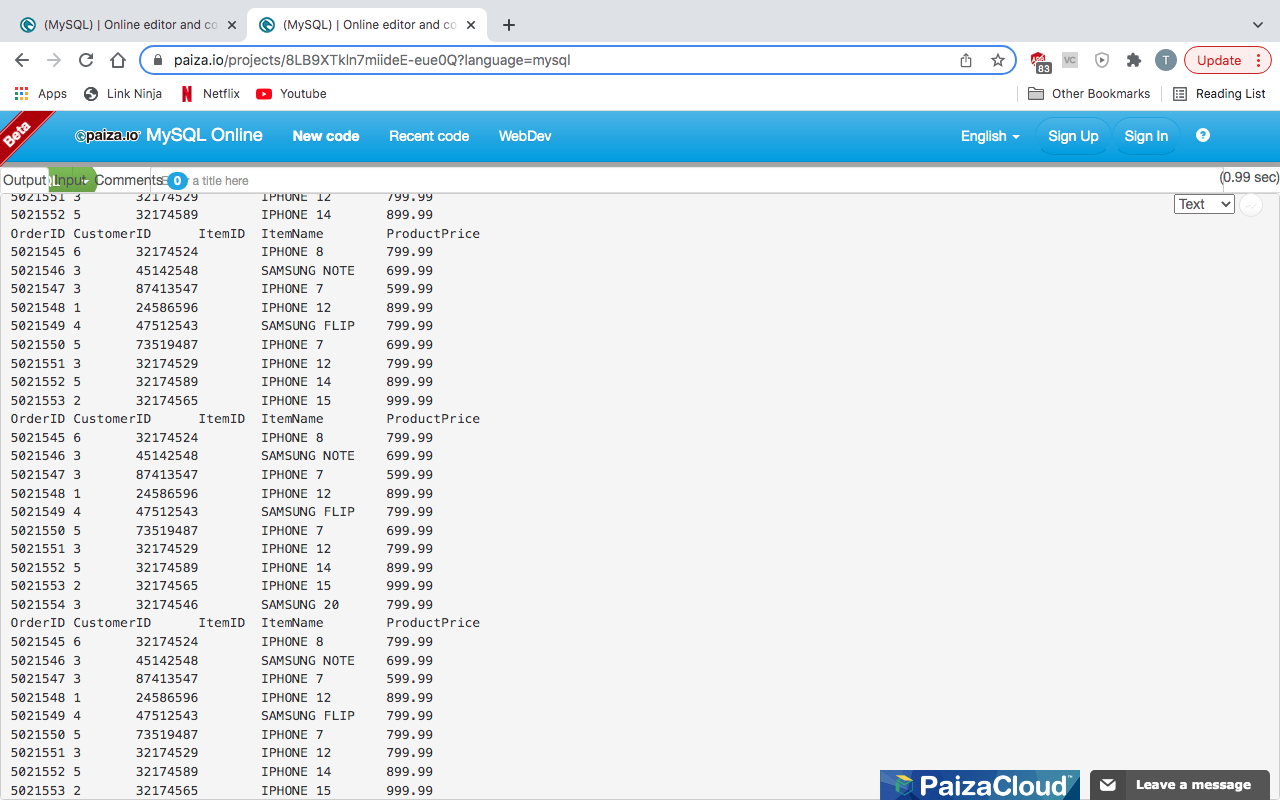 (MySQL) | Online editor and co
(MySQL) | Online editor and co
paiza.io/projects/8LB9XTkln7miideE-eue0Q?language=mysql
ABP
83
VC
T
Update
Apps
Link Ninja
Netflix
Youtube
Other Bookmarks
Reading List
Beta
paiza.io MySQL Online
New code
Recent code
WebDev
English
Sign Up
Sign In
?
Output Input Comments 0 a title here
(0.99 sec)
Text
5021551 3 32174529 IPHONE 12 799.99
5021552 5 32174589 IPHONE 14 899.99
OrderID CustomerID ItemID ItemName ProductPrice
5021545 6 32174524 IPHONE 8 799.99
5021546 3 45142548 SAMSUNG NOTE 699.99
5021547 3 87413547 IPHONE 7 599.99
5021548 1 24586596 IPHONE 12 899.99
5021549 4 47512543 SAMSUNG FLIP 799.99
5021550 5 73519487 IPHONE 7 699.99
5021551 3 32174529 IPHONE 12 799.99
5021552 5 32174589 IPHONE 14 899.99
5021553 2 32174565 IPHONE 15 999.99
OrderID CustomerID ItemID ItemName ProductPrice
5021545 6 32174524 IPHONE 8 799.99
5021546 3 45142548 SAMSUNG NOTE 699.99
5021547 3 87413547 IPHONE 7 599.99
5021548 1 24586596 IPHONE 12 899.99
5021549 4 47512543 SAMSUNG FLIP 799.99
5021550 5 73519487 IPHONE 7 699.99
5021551 3 32174529 IPHONE 12 799.99
5021552 5 32174589 IPHONE 14 899.99
5021553 2 32174565 IPHONE 15 999.99
5021554 3 32174546 SAMSUNG 20 799.99
OrderID CustomerID ItemID ItemName ProductPrice
5021545 6 32174524 IPHONE 8 799.99
5021546 3 45142548 SAMSUNG NOTE 699.99
5021547 3 87413547 IPHONE 7 599.99
5021548 1 24586596 IPHONE 12 899.99
5021549 4 47512543 SAMSUNG FLIP 799.99
5021550 5 73519487 IPHONE 7 799.99
5021551 3 32174529 IPHONE 12 799.99
5021552 5 32174589 IPHONE 14 899.99
5021553 2 32174565 IPHONE 15 999.99
PaizaCloud
Leave a message